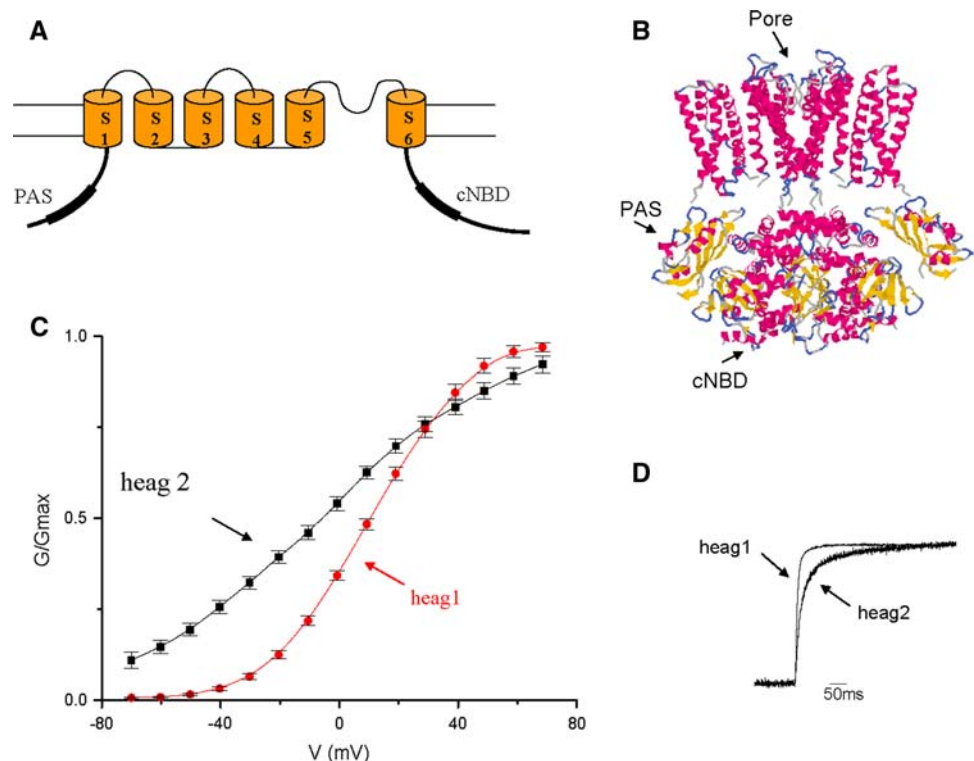 A
S S S S S S
1 2 3 4 5 6
PAS
cNBD
B
Pore
PAS
cNBD
C
1.0
0.5
0.0
G/Gmax
heag 2
heag1
-80 -40 0 40 80
V (mV)
D
heag1
heag2
50ms